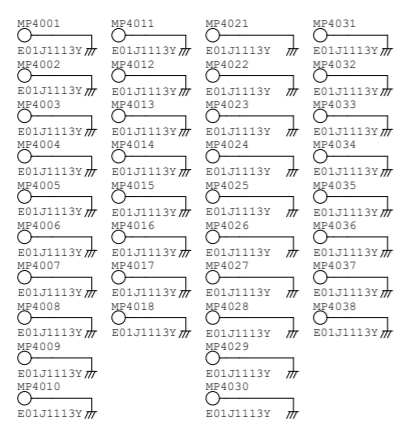 MP4001
E01J1113Y
MP4002
E01J1113Y
MP4003
E01J1113Y
MP4004
E01J1113Y
MP4005
E01J1113Y
MP4006
E01J1113Y
MP4007
E01J1113Y
MP4008
E01J1113Y
MP4009
E01J1113Y
MP4010
E01J1113Y
MP4011
E01J1113Y
MP4012
E01J1113Y
MP4013
E01J1113Y
MP4014
E01J1113Y
MP4015
E01J1113Y
MP4016
E01J1113Y
MP4017
E01J1113Y
MP4018
E01J1113Y
MP4021
E01J1113Y
MP4022
E01J1113Y
MP4023
E01J1113Y
MP4024
E01J1113Y
MP4025
E01J1113Y
MP4026
E01J1113Y
MP4027
E01J1113Y
MP4028
E01J1113Y
MP4029
E01J1113Y
MP4030
E01J1113Y
MP4031
E01J1113Y
MP4032
E01J1113Y
MP4033
E01J1113Y
MP4034
E01J1113Y
MP4035
E01J1113Y
MP4036
E01J1113Y
MP4037
E01J1113Y
MP4038
E01J1113Y